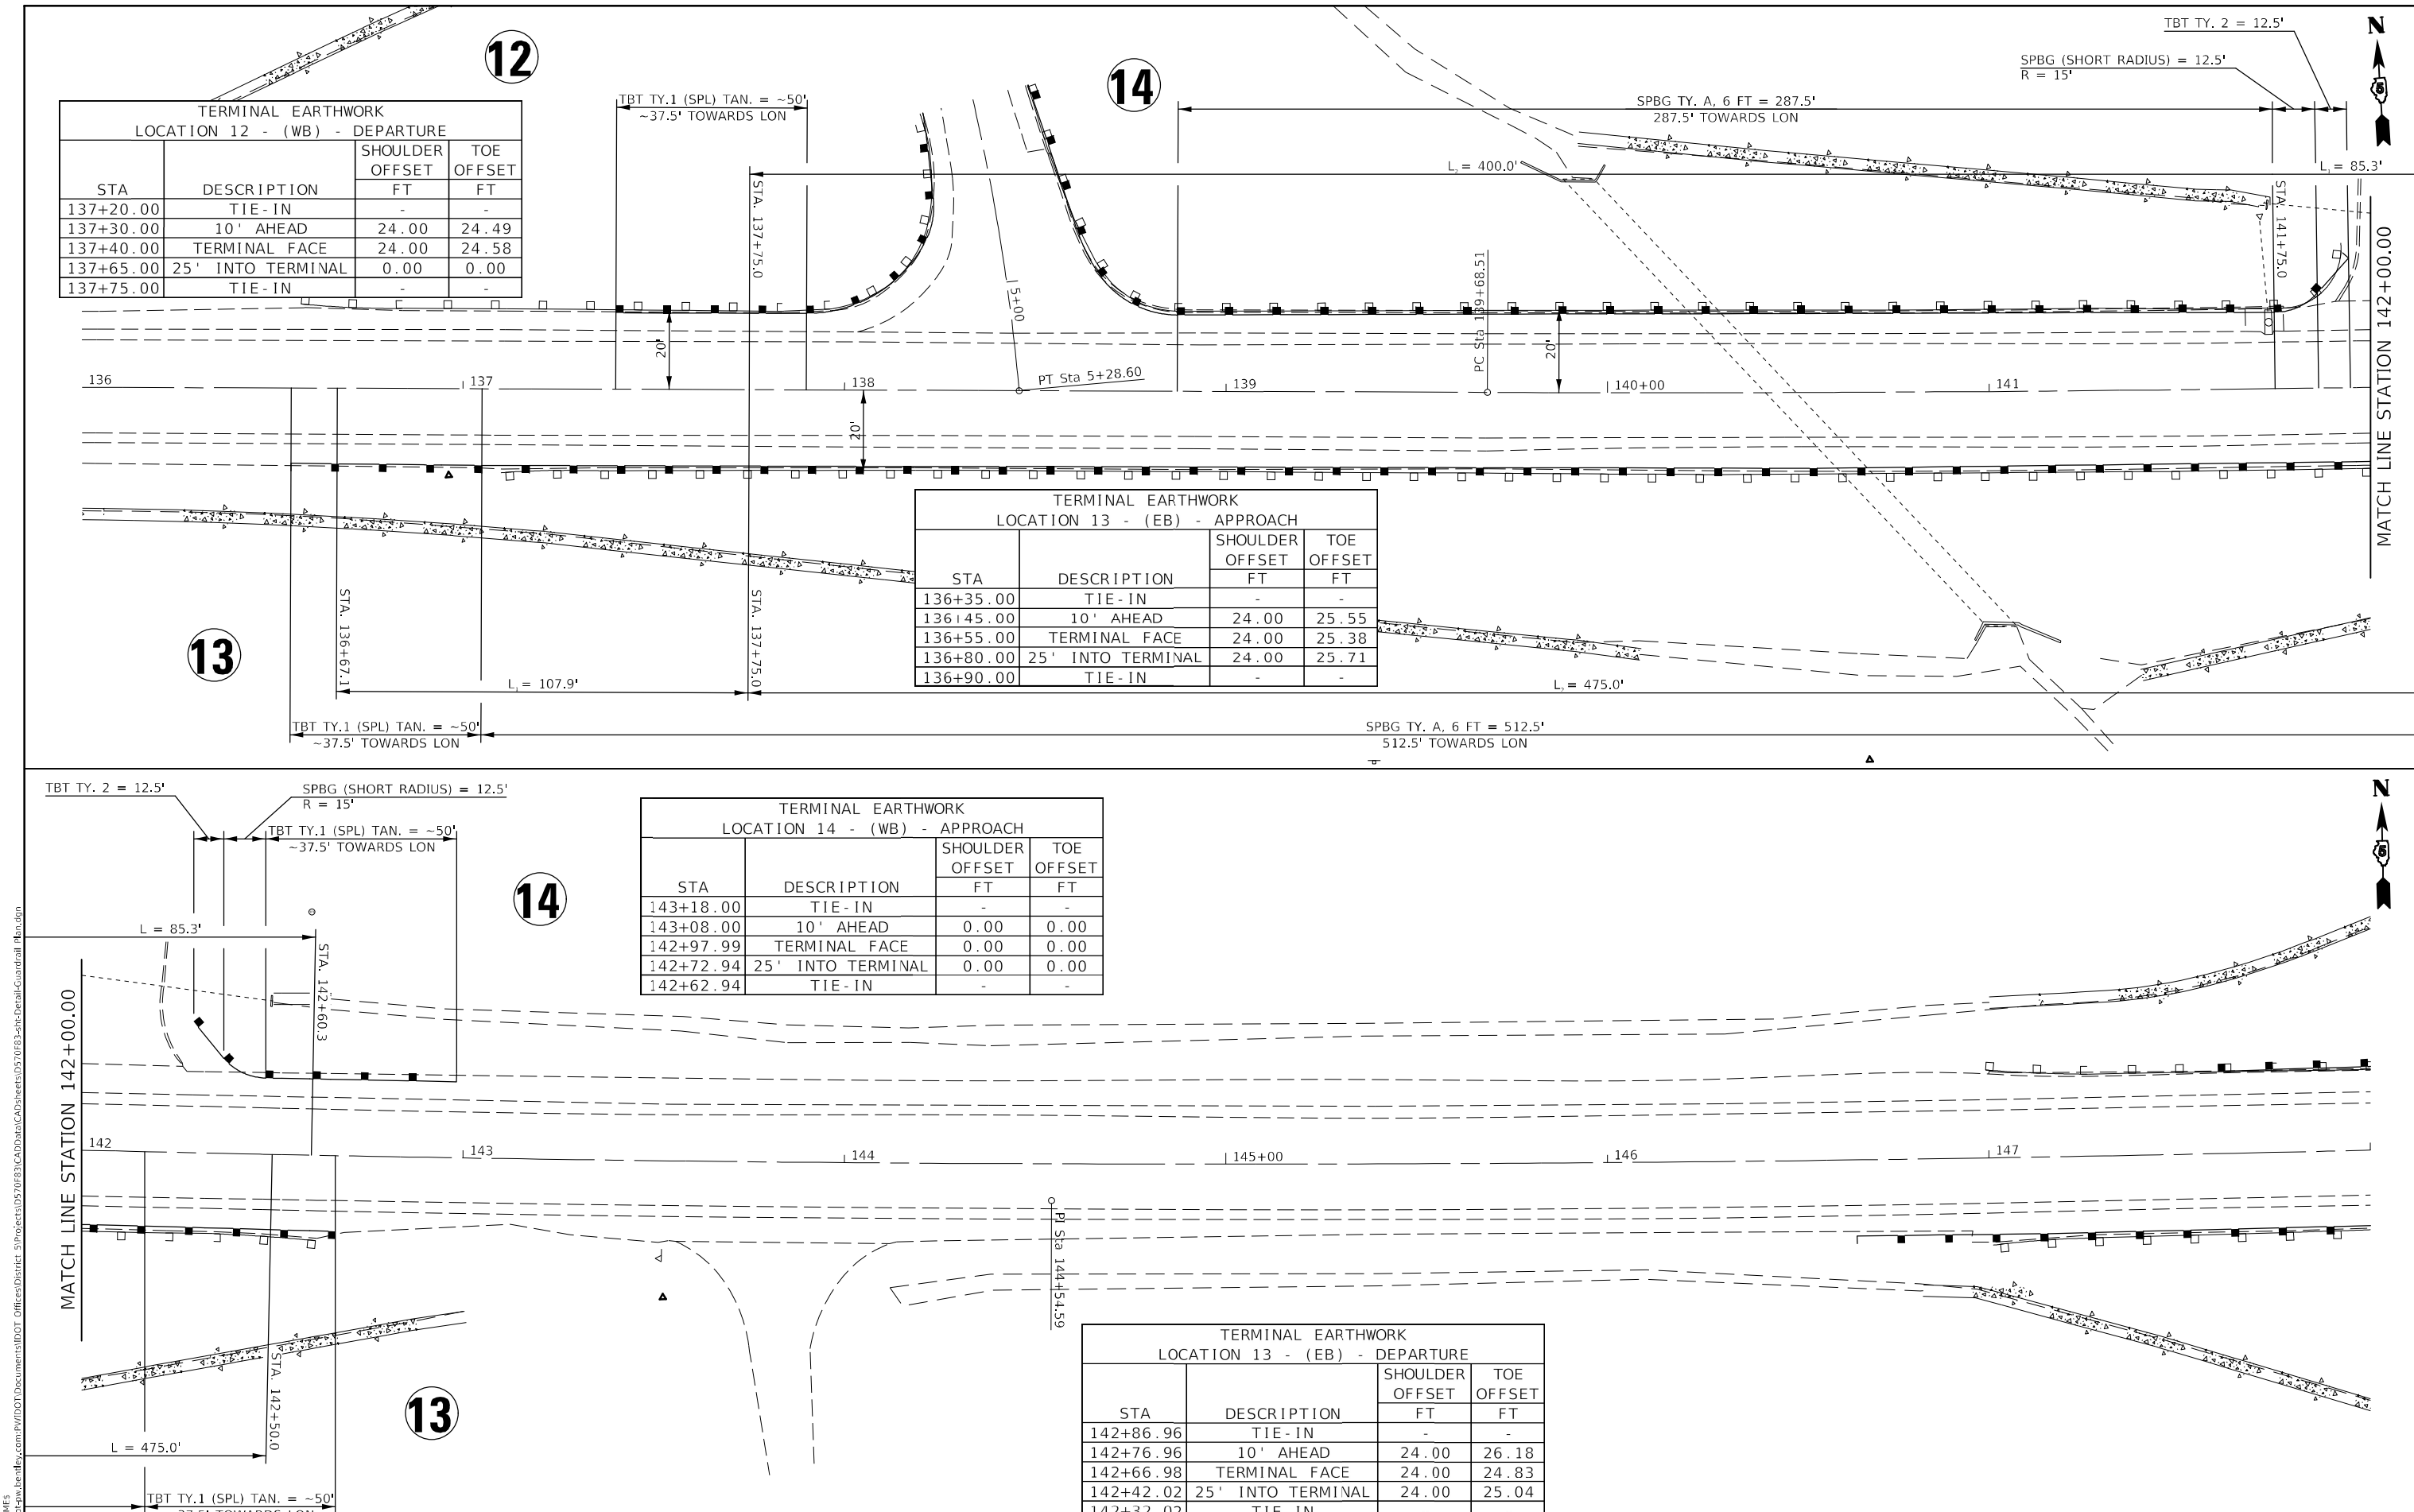 12
14
TBT TY. 2 = 12.5'
N
SPBG (SHORT RADIUS) = 12.5'
R = 15'
5
TERMINAL EARTHWORK
LOCATION 12 - (WB) - DEPARTURE
STA DESCRIPTION SHOULDER OFFSET FT TOE OFFSET FT
137+20.00 TIE-IN - -
137+30.00 10' AHEAD 24.00 24.49
137+40.00 TERMINAL FACE 24.00 24.58
137+65.00 25' INTO TERMINAL 0.00 0.00
137+75.00 TIE-IN - -
TBT TY.1 (SPL) TAN. = ~50'
~37.5' TOWARDS LON
SPBG TY. A, 6 FT = 287.5'
287.5' TOWARDS LON
L = 400.0'
L = 85.3'
STA. 137+75.0
STA. 141+75.0
5+00
PC Sta 139+68.51
20'
20'
20'
PT Sta 5+28.60
136
137
138
139
140+00
141
MATCH LINE STATION 142+00.00
TERMINAL EARTHWORK
LOCATION 13 - (EB) - APPROACH
STA DESCRIPTION SHOULDER OFFSET FT TOE OFFSET FT
136+35.00 TIE-IN - -
136+45.00 10' AHEAD 24.00 25.55
136+55.00 TERMINAL FACE 24.00 25.38
136+80.00 25' INTO TERMINAL 24.00 25.71
136+90.00 TIE-IN - -
13
STA. 136+67.1
STA. 137+75.0
L = 107.9'
L = 475.0'
TBT TY.1 (SPL) TAN. = ~50'
~37.5' TOWARDS LON
SPBG TY. A, 6 FT = 512.5'
512.5' TOWARDS LON
TBT TY. 2 = 12.5'
SPBG (SHORT RADIUS) = 12.5'
R = 15'
TBT TY.1 (SPL) TAN. = ~50'
~37.5' TOWARDS LON
14
TERMINAL EARTHWORK
LOCATION 14 - (WB) - APPROACH
STA DESCRIPTION SHOULDER OFFSET FT TOE OFFSET FT
143+18.00 TIE-IN - -
143+08.00 10' AHEAD 0.00 0.00
142+97.99 TERMINAL FACE 0.00 0.00
142+72.94 25' INTO TERMINAL 0.00 0.00
142+62.94 TIE-IN - -
N
5
L = 85.3'
STA. 142+60.3
MATCH LINE STATION 142+00.00
142
143
144
145+00
146
147
PI Sta 144+54.59
STA. 142+50.0
13
L = 475.0'
TBT TY.1 (SPL) TAN. = ~50'
TERMINAL EARTHWORK
LOCATION 13 - (EB) - DEPARTURE
STA DESCRIPTION SHOULDER OFFSET FT TOE OFFSET FT
142+86.96 TIE-IN - -
142+76.96 10' AHEAD 24.00 26.18
142+66.98 TERMINAL FACE 24.00 24.83
142+42.02 25' INTO TERMINAL 24.00 25.04
142+32.02 TIE-IN